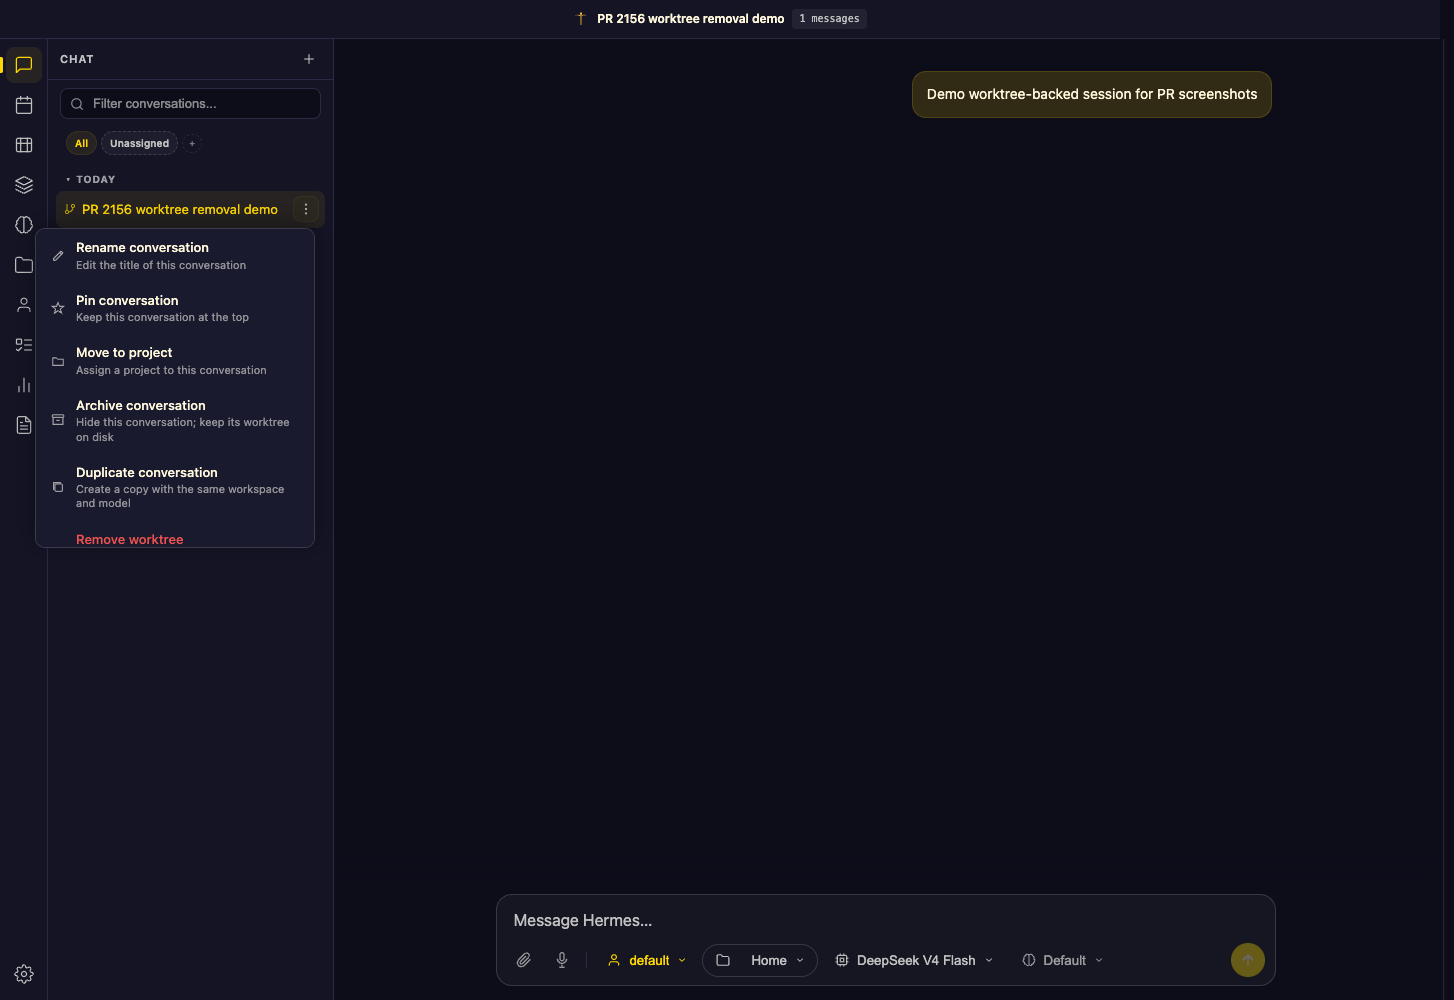 PR 2156 worktree removal demo
1 messages
CHAT
Filter conversations...
All
Unassigned
+
TODAY
PR 2156 worktree removal demo
Rename conversation
Edit the title of this conversation
Pin conversation
Keep this conversation at the top
Move to project
Assign a project to this conversation
Archive conversation
Hide this conversation; keep its worktree
on disk
Duplicate conversation
Create a copy with the same workspace
and model
Remove worktree
Demo worktree-backed session for PR screenshots
Message Hermes...
default
Home
DeepSeek V4 Flash
Default